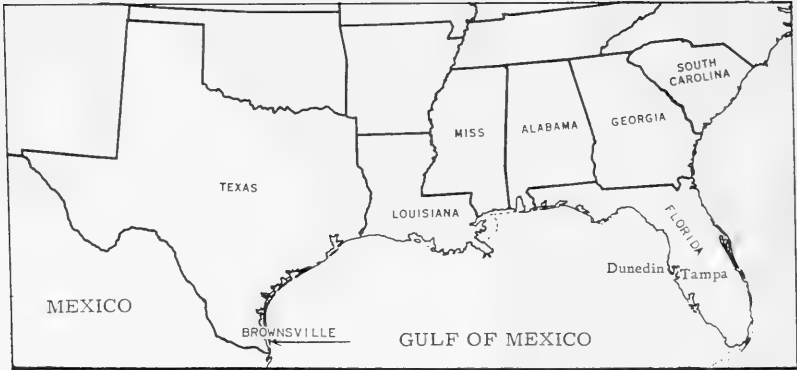 SOUTH
CAROLINA
MISS
ALABAMA
GEORGIA
TEXAS
LOUISIANA
FLORIDA
Dunedin Tampa
MEXICO
BROWNSVILLE
GULF OF MEXICO